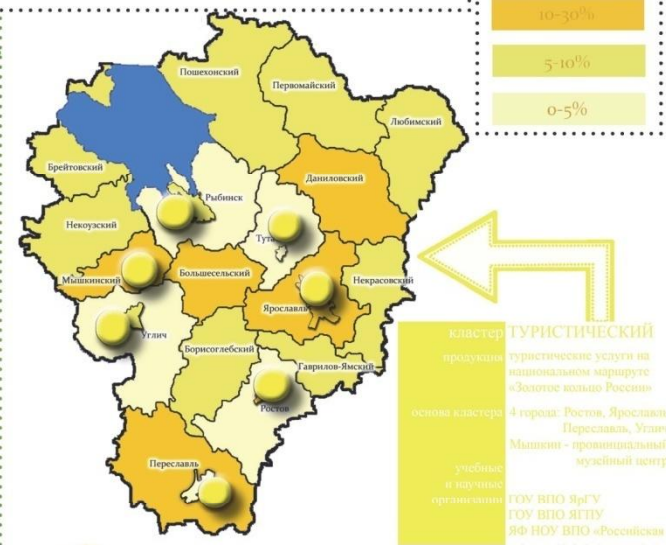 10-30%
5-10%
0-5%
Пошехонский
Первомайский
Любимский
Брейтовский
Даниловский
Рыбинск
Некоузский
Тута
Мышкинский
Большесельский
Некрасовский
Ярославль
Углич
Борисоглебский
Гаврилов-Ямский
Ростов
Переславль
кластер ТУРИСТИЧЕСКИЙ
продукция туристические услуги на
национальном маршруте
«Золотое кольцо России»
основа кластера 4 города: Ростов, Ярославль
Переславль, Углич
Мышкин - провинциальный
музейный центр
учебные
и научные
организации ГОУ ВПО ЯрГУ
ГОУ ВПО ЯГПУ
ЯФ НОУ ВПО «Российская